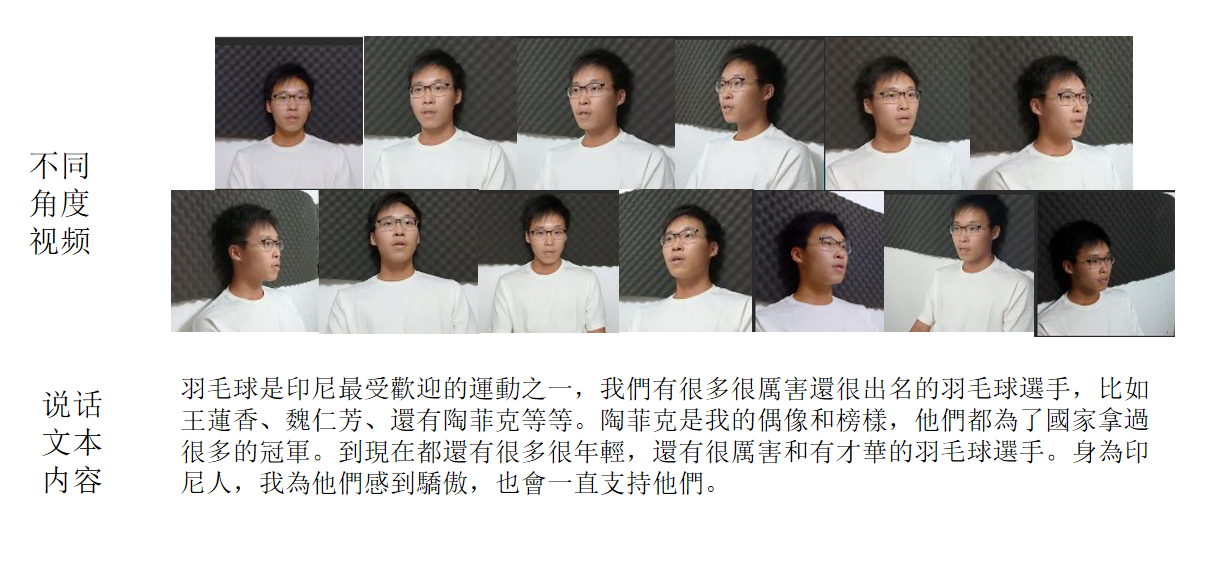 不同
角度
视频
说话
文本
内容
羽毛球是印尼最受歡迎的運動之一，我們有很多很厲害還很出名的羽毛球選手，比如
王蓮香、魏仁芳、還有陶菲克等等。陶菲克是我的偶像和榜樣，他們都為了國家拿過
很多的冠軍。到現在都還有很多很年輕，還有很厲害和有才華的羽毛球選手。身為印
尼人，我為他們感到驕傲，也會一直支持他們。